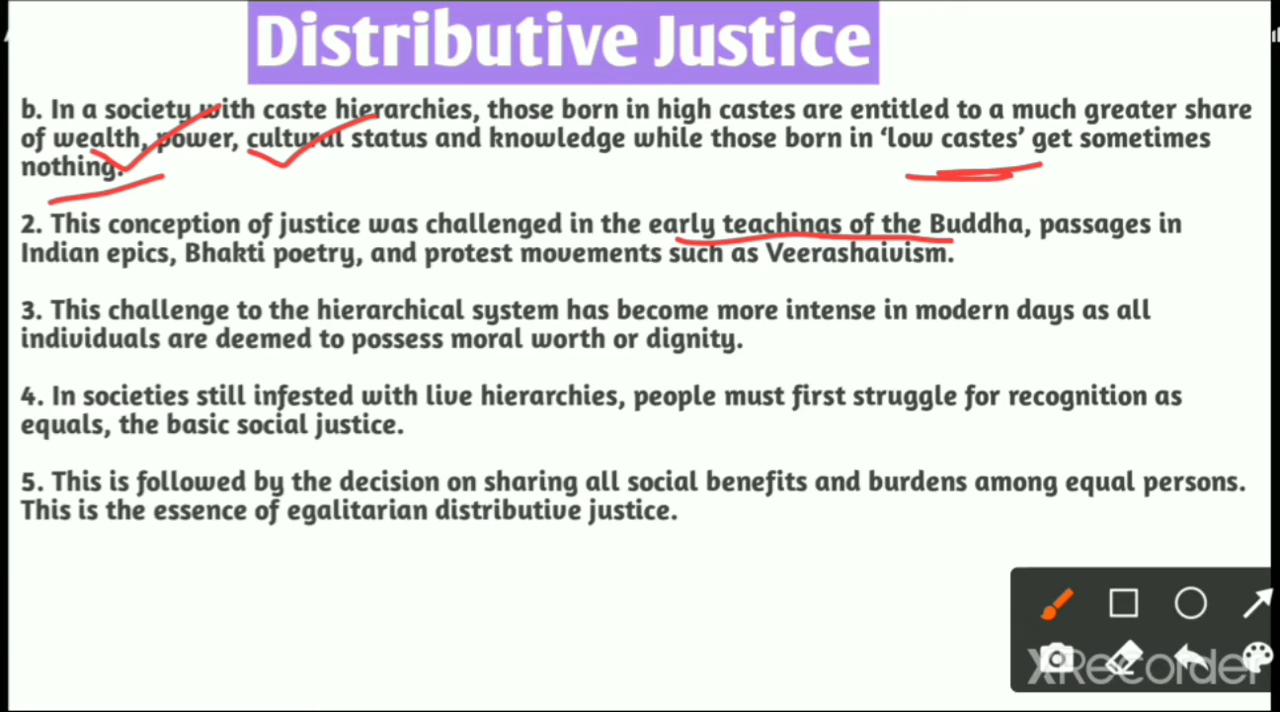 Distributive Justice
b. In a society with caste hierarchies, those born in high castes are entitled to a much greater share
of wealth, power, cultural status and knowledge while those born in ‘low castes’ get sometimes
nothing.
2. This conception of justice was challenged in the early teachings of the Buddha, passages in
Indian epics, Bhakti poetry, and protest movements such as Veerashaivism.
3. This challenge to the hierarchical system has become more intense in modern days as all
individuals are deemed to possess moral worth or dignity.
4. In societies still infested with live hierarchies, people must first struggle for recognition as
equals, the basic social justice.
5. This is followed by the decision on sharing all social benefits and burdens among equal persons.
This is the essence of egalitarian distributive justice.
XRecorder